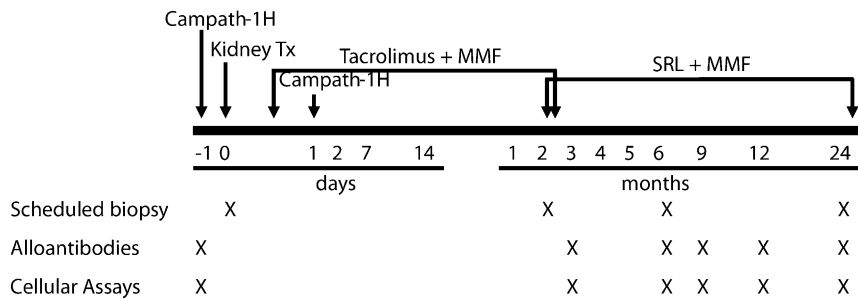 Campath-1H
Kidney Tx
Tacrolimus + MMF
SRL + MMF
Campath-1H
-1 0 1 2 7 14 1 2 3 4 5 6 9 12 24
days months
Scheduled biopsy X X X X
Alloantibodies X X X X X X
Cellular Assays X X X X X X